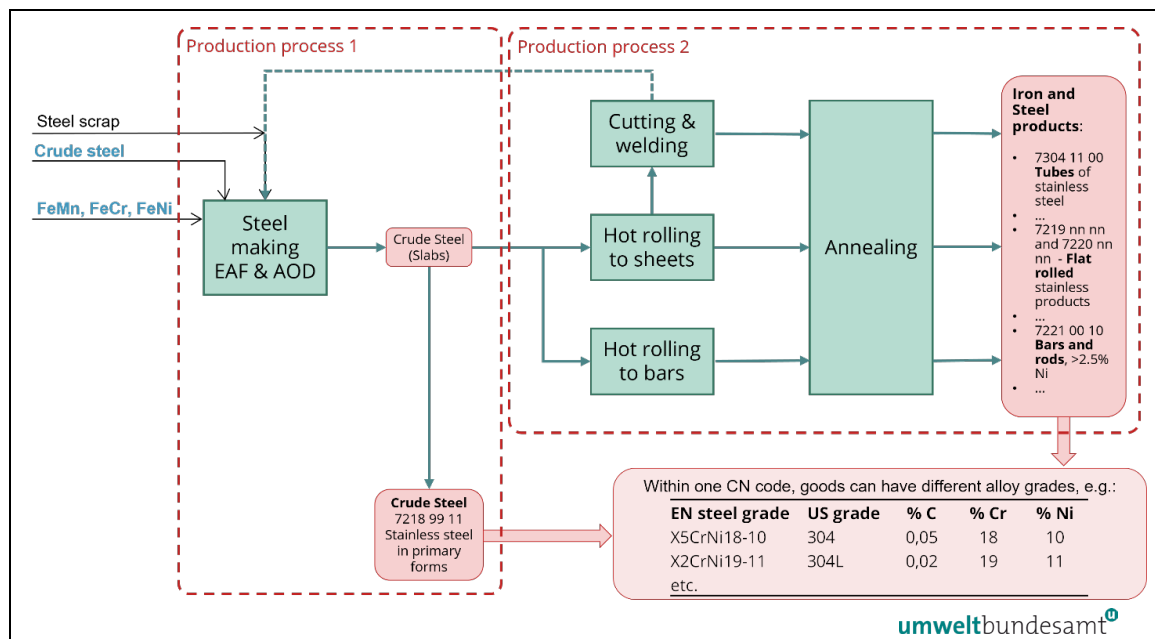 Production process 1
Production process 2
Steel scrap
Crude steel
FeMn, FeCr, FeNi
Steel
making
EAF & AOD
Crude Steel
(Slabs)
Cutting &
welding
Hot rolling
to sheets
Hot rolling
to bars
Annealing
Iron and
Steel
products:
• 7304 11 00
Tubes of
stainless
steel
• ...
• 7219 nn nn
and 7220 nn
nn - Flat
rolled
stainless
products
• ...
• 7221 00 10
Bars and
rods, >2.5%
Ni
• ...
Crude Steel
7218 99 11
Stainless steel
in primary
forms
Within one CN code, goods can have different alloy grades, e.g.:
EN steel grade US grade % C % Cr % Ni
X5CrNi18-10 304 0,05 18 10
X2CrNi19-11 304L 0,02 19 11
etc.
umweltbundesamt u